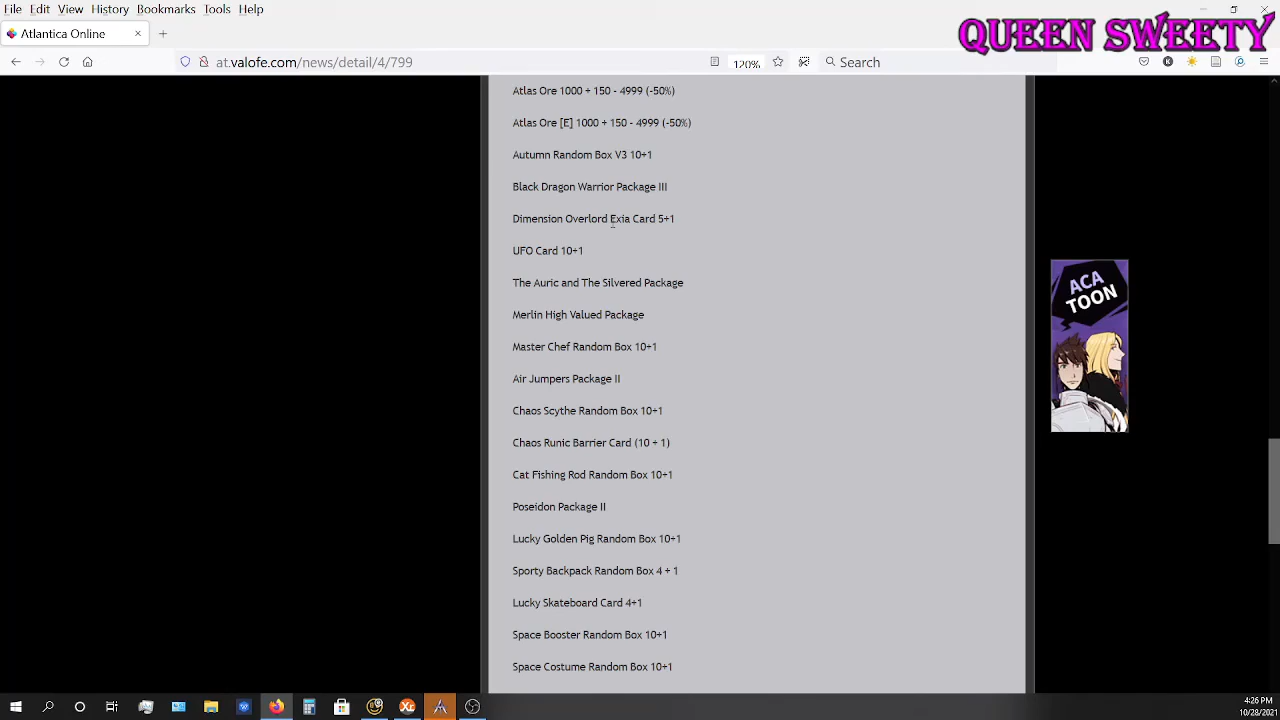 File Edit View History Bookmarks Tools Help
QUEEN SWEETY
Atlantica Online
at.valofe.com/news/detail/4/799
120%
Search
Atlas Ore 1000 + 150 - 4999 (-50%)
Atlas Ore [E] 1000 + 150 - 4999 (-50%)
Autumn Random Box V3 10+1
Black Dragon Warrior Package III
Dimension Overlord Exia Card 5+1
UFO Card 10+1
The Auric and The Silvered Package
Merlin High Valued Package
Master Chef Random Box 10+1
Air Jumpers Package II
Chaos Scythe Random Box 10+1
Chaos Runic Barrier Card (10 + 1)
Cat Fishing Rod Random Box 10+1
Poseidon Package II
Lucky Golden Pig Random Box 10+1
Sporty Backpack Random Box 4 + 1
Lucky Skateboard Card 4+1
Space Booster Random Box 10+1
Space Costume Random Box 10+1
ACA
TOON
4:26 PM
10/28/2021